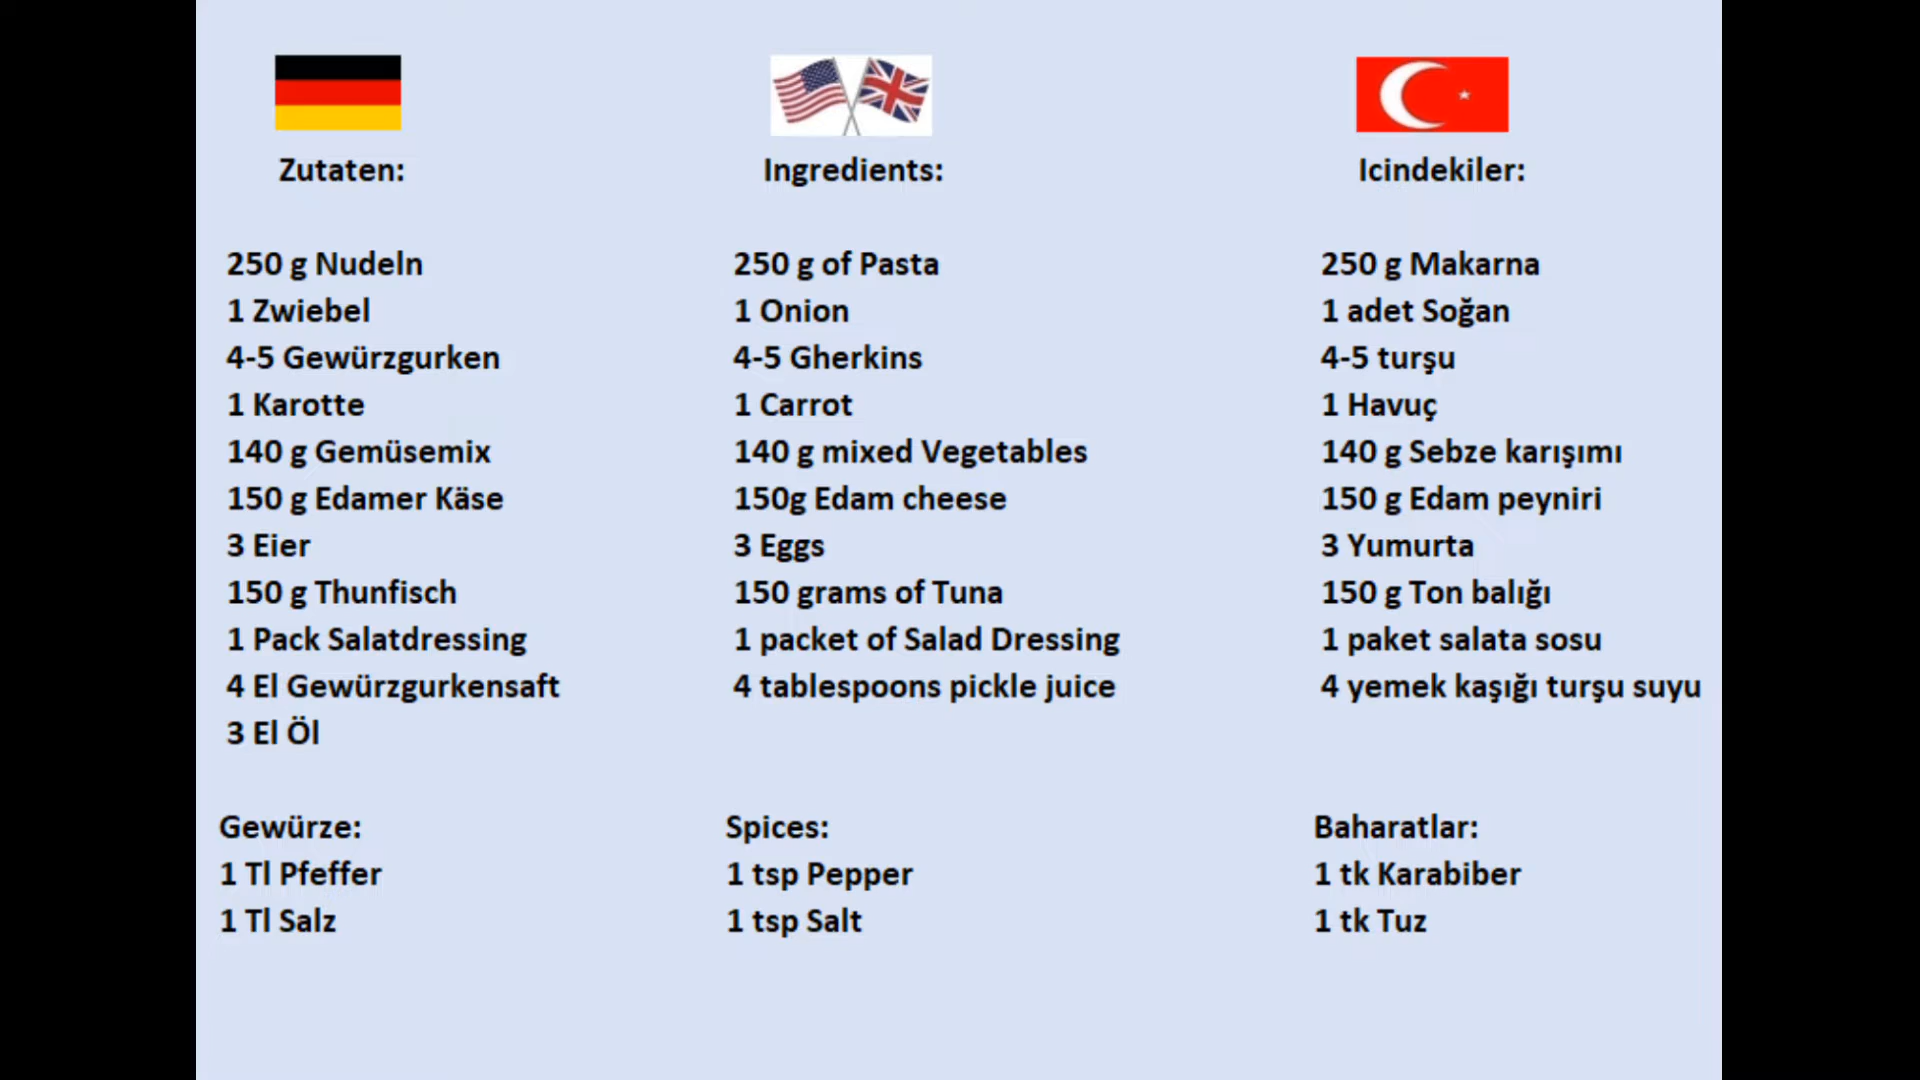 Zutaten:
250 g Nudeln
1 Zwiebel
4-5 Gewürzgurken
1 Karotte
140 g Gemüsemix
150 g Edamer Käse
3 Eier
150 g Thunfisch
1 Pack Salatdressing
4 El Gewürzgurkensaft
3 El Öl
Gewürze:
1 Tl Pfeffer
1 Tl Salz
Ingredients:
250 g of Pasta
1 Onion
4-5 Gherkins
1 Carrot
140 g mixed Vegetables
150g Edam cheese
3 Eggs
150 grams of Tuna
1 packet of Salad Dressing
4 tablespoons pickle juice
Spices:
1 tsp Pepper
1 tsp Salt
Icindekiler:
250 g Makarna
1 adet Soğan
4-5 turşu
1 Havuç
140 g Sebze karışımı
150 g Edam peyniri
3 Yumurta
150 g Ton balığı
1 paket salata sosu
4 yemek kaşığı turşu suyu
Baharatlar:
1 tk Karabiber
1 tk Tuz